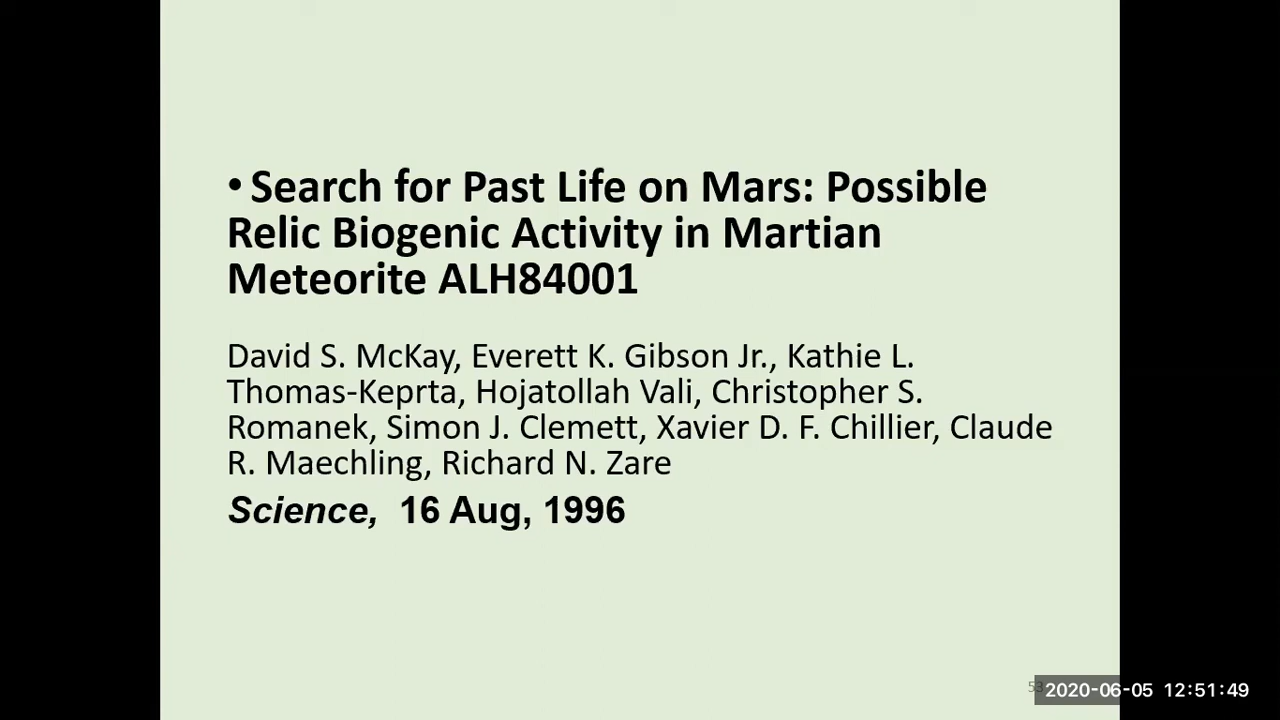 • Search for Past Life on Mars: Possible
Relic Biogenic Activity in Martian
Meteorite ALH84001
David S. McKay, Everett K. Gibson Jr., Kathie L.
Thomas-Keprta, Hojatollah Vali, Christopher S.
Romanek, Simon J. Clemett, Xavier D. F. Chillier, Claude
R. Maechling, Richard N. Zare
Science, 16 Aug, 1996
2020-06-05 12:51:49